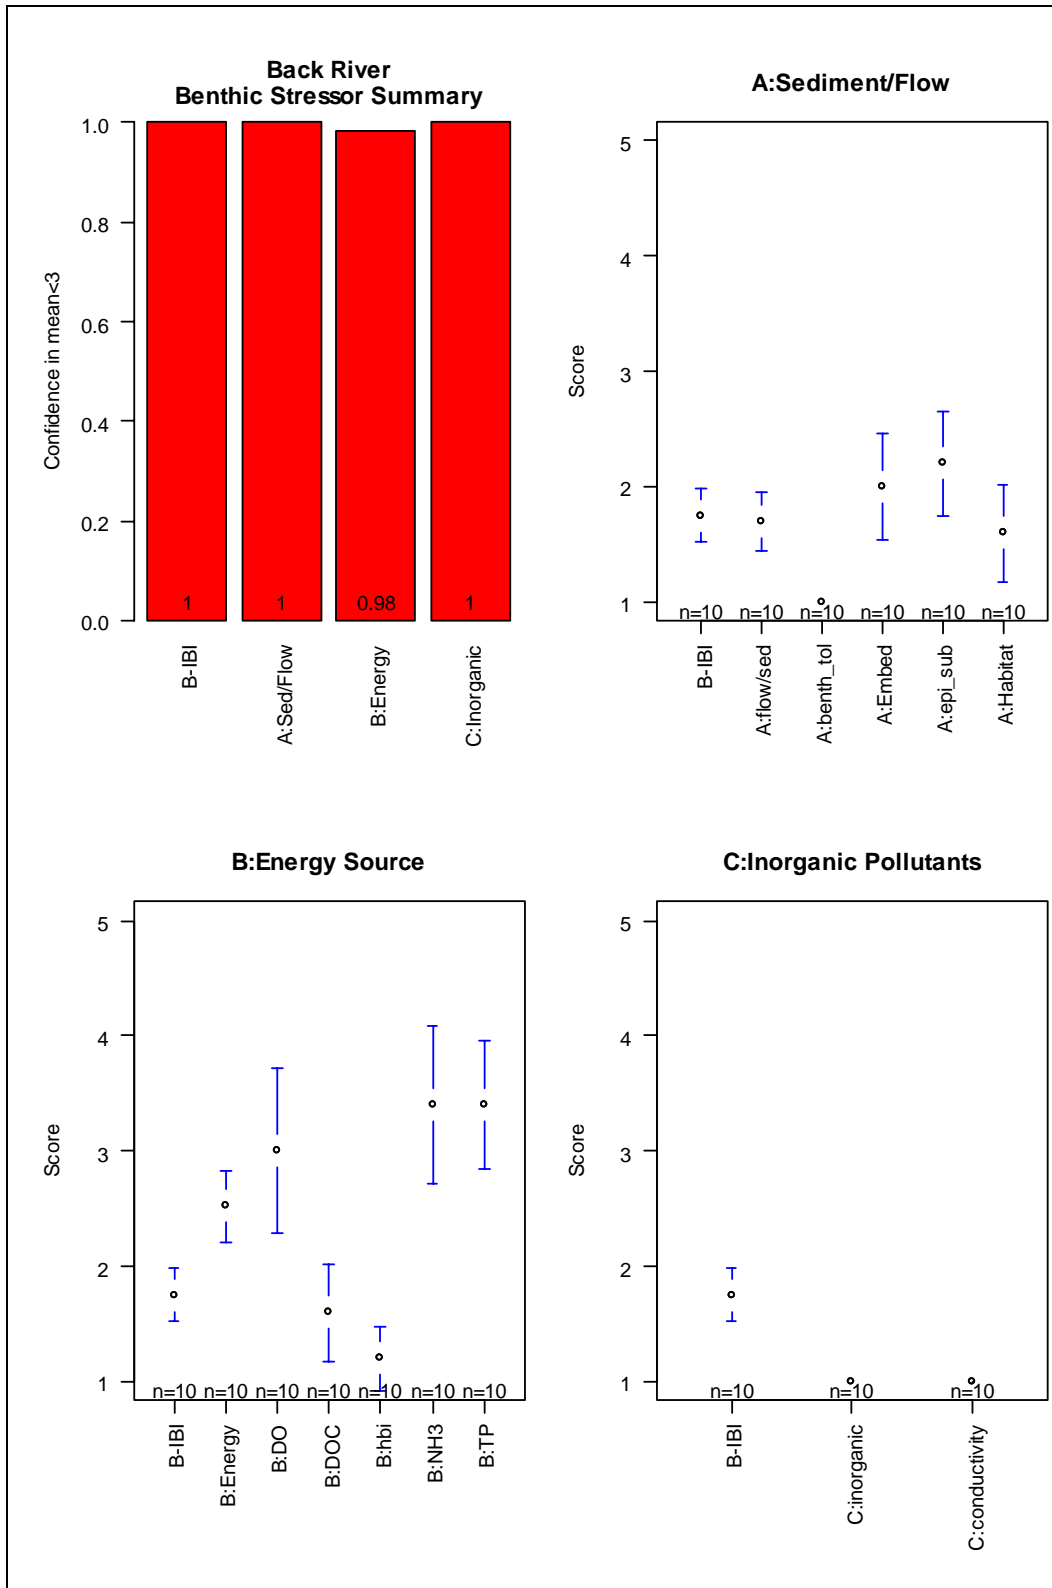 Back River
Benthic Stressor Summary
Confidence in mean<3
1.0
0.8
0.6
0.4
0.2
0.0
1
1
0.98
1
B-IBI
A:Sed/Flow
B:Energy
C:Inorganic
A:Sediment/Flow
Score
5
4
3
2
1
n=10
n=10
n=10
n=10
n=10
n=10
B-IBI
A:flow/sed
A:benth_tol
A:Embed
A:epi_sub
A:Habitat
B:Energy Source
Score
5
4
3
2
1
n=10
n=10
n=10
n=10
n=10
n=10
n=10
B-IBI
B:Energy
B:DO
B:DOC
B:hbi
B:NH3
B:TP
C:Inorganic Pollutants
Score
5
4
3
2
1
n=10
n=10
n=10
B-IBI
C:inorganic
C:conductivity